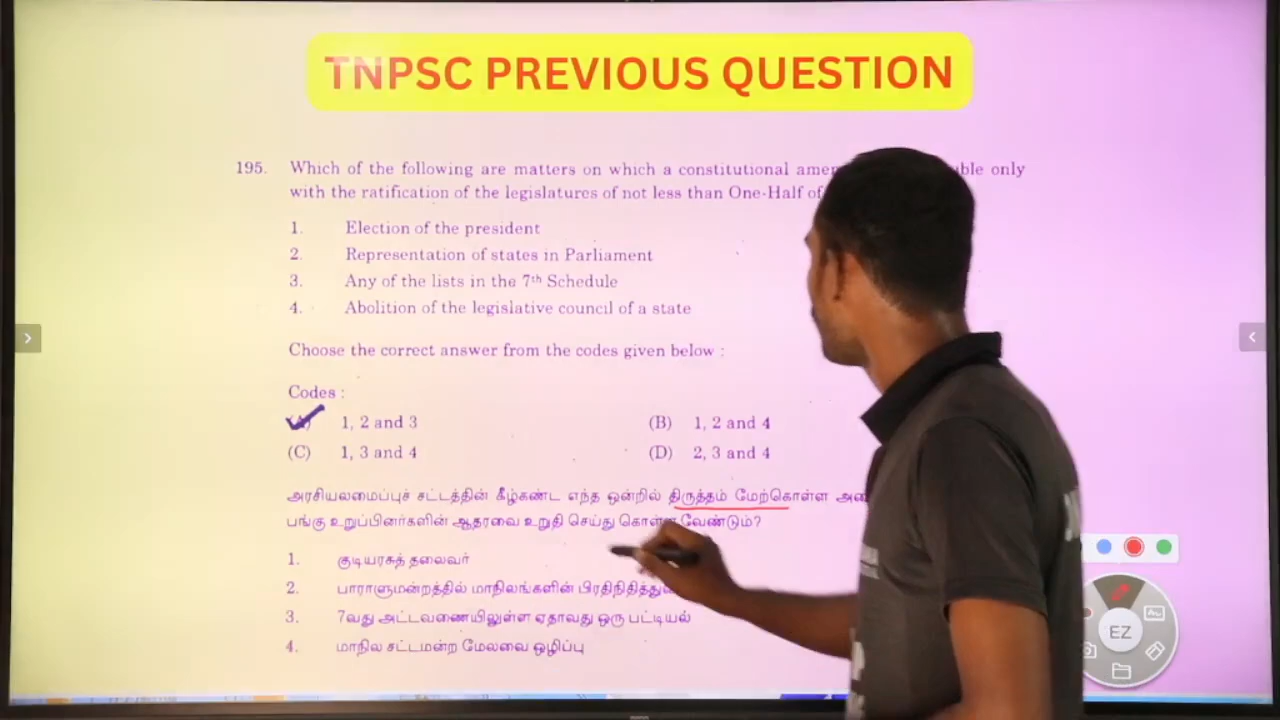 TNPSC PREVIOUS QUESTION
195. Which of the following are matters on which a constitutional only
with the ratification of the legislatures of not less than One-Half of
1. Election of the president
2. Representation of states in Parliament
3. Any of the lists in the 7th Schedule
4. Abolition of the legislative council of a state
Choose the correct answer from the codes given below :
Codes :
(A) 1, 2 and 3 (B) 1, 2 and 4
(C) 1, 3 and 4 (D) 2, 3 and 4
அரசியலமைப்புச் சட்டத்தின் கீழ்கண்ட எந்த ஒன்றில் திருத்தம் மேற்கொள்ள
பங்கு உறுப்பினர்களின் ஆதரவை உறுதி செய்து கொள்ள வேண்டும்?
1. குடியரசுத் தலைவர்
2. பாராளுமன்றத்தில் மாநிலங்களின்
3. 7வது அட்டவணையிலுள்ள ஏதாவது ஒரு பட்டியல்
4. மாநில சட்டமன்ற மேலவை ஒழிப்பு
EZ